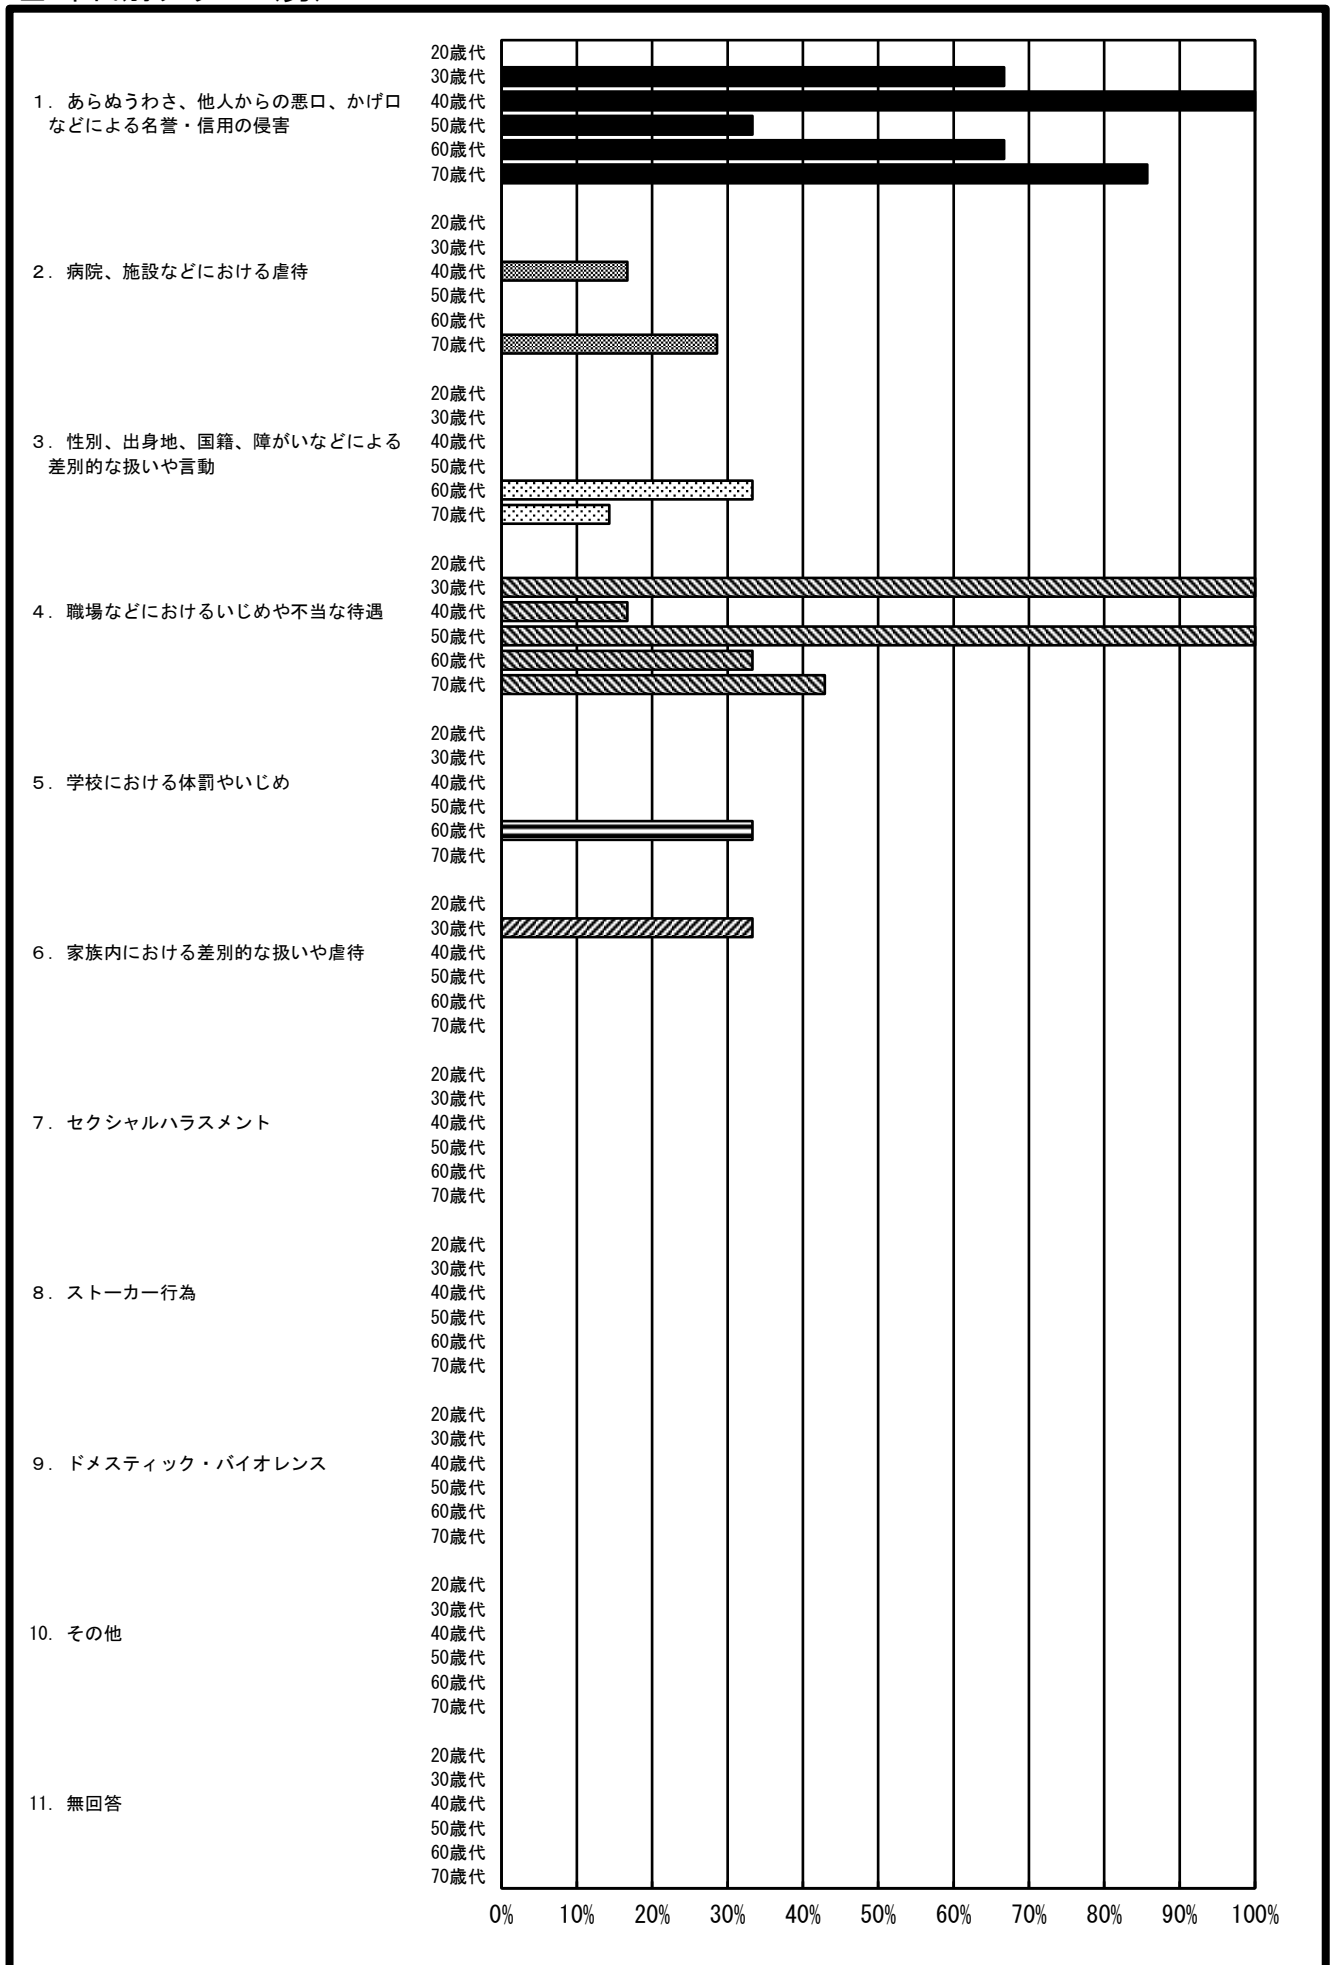 20歳代
30歳代
1. あらぬうわさ、他人からの悪口、かげ口 40歳代
などによる名誉・信用の侵害 50歳代
60歳代
70歳代
20歳代
30歳代
2. 病院、施設などにおける虐待 40歳代
50歳代
60歳代
70歳代
20歳代
30歳代
3. 性別、出身地、国籍、障がいなどによる 40歳代
差別的な扱いや言動 50歳代
60歳代
70歳代
20歳代
30歳代
4. 職場などにおけるいじめや不当な待遇 40歳代
50歳代
60歳代
70歳代
20歳代
30歳代
5. 学校における体罰やいじめ 40歳代
50歳代
60歳代
70歳代
20歳代
30歳代
6. 家族内における差別的な扱いや虐待 40歳代
50歳代
60歳代
70歳代
20歳代
30歳代
7. セクシャルハラスメント 40歳代
50歳代
60歳代
70歳代
20歳代
30歳代
8. ストーカー行為 40歳代
50歳代
60歳代
70歳代
20歳代
30歳代
9. ドメスティック・バイオレンス 40歳代
50歳代
60歳代
70歳代
20歳代
30歳代
10. その他 40歳代
50歳代
60歳代
70歳代
20歳代
30歳代
11. 無回答 40歳代
50歳代
60歳代
70歳代
0% 10% 20% 30% 40% 50% 60% 70% 80% 90% 100%